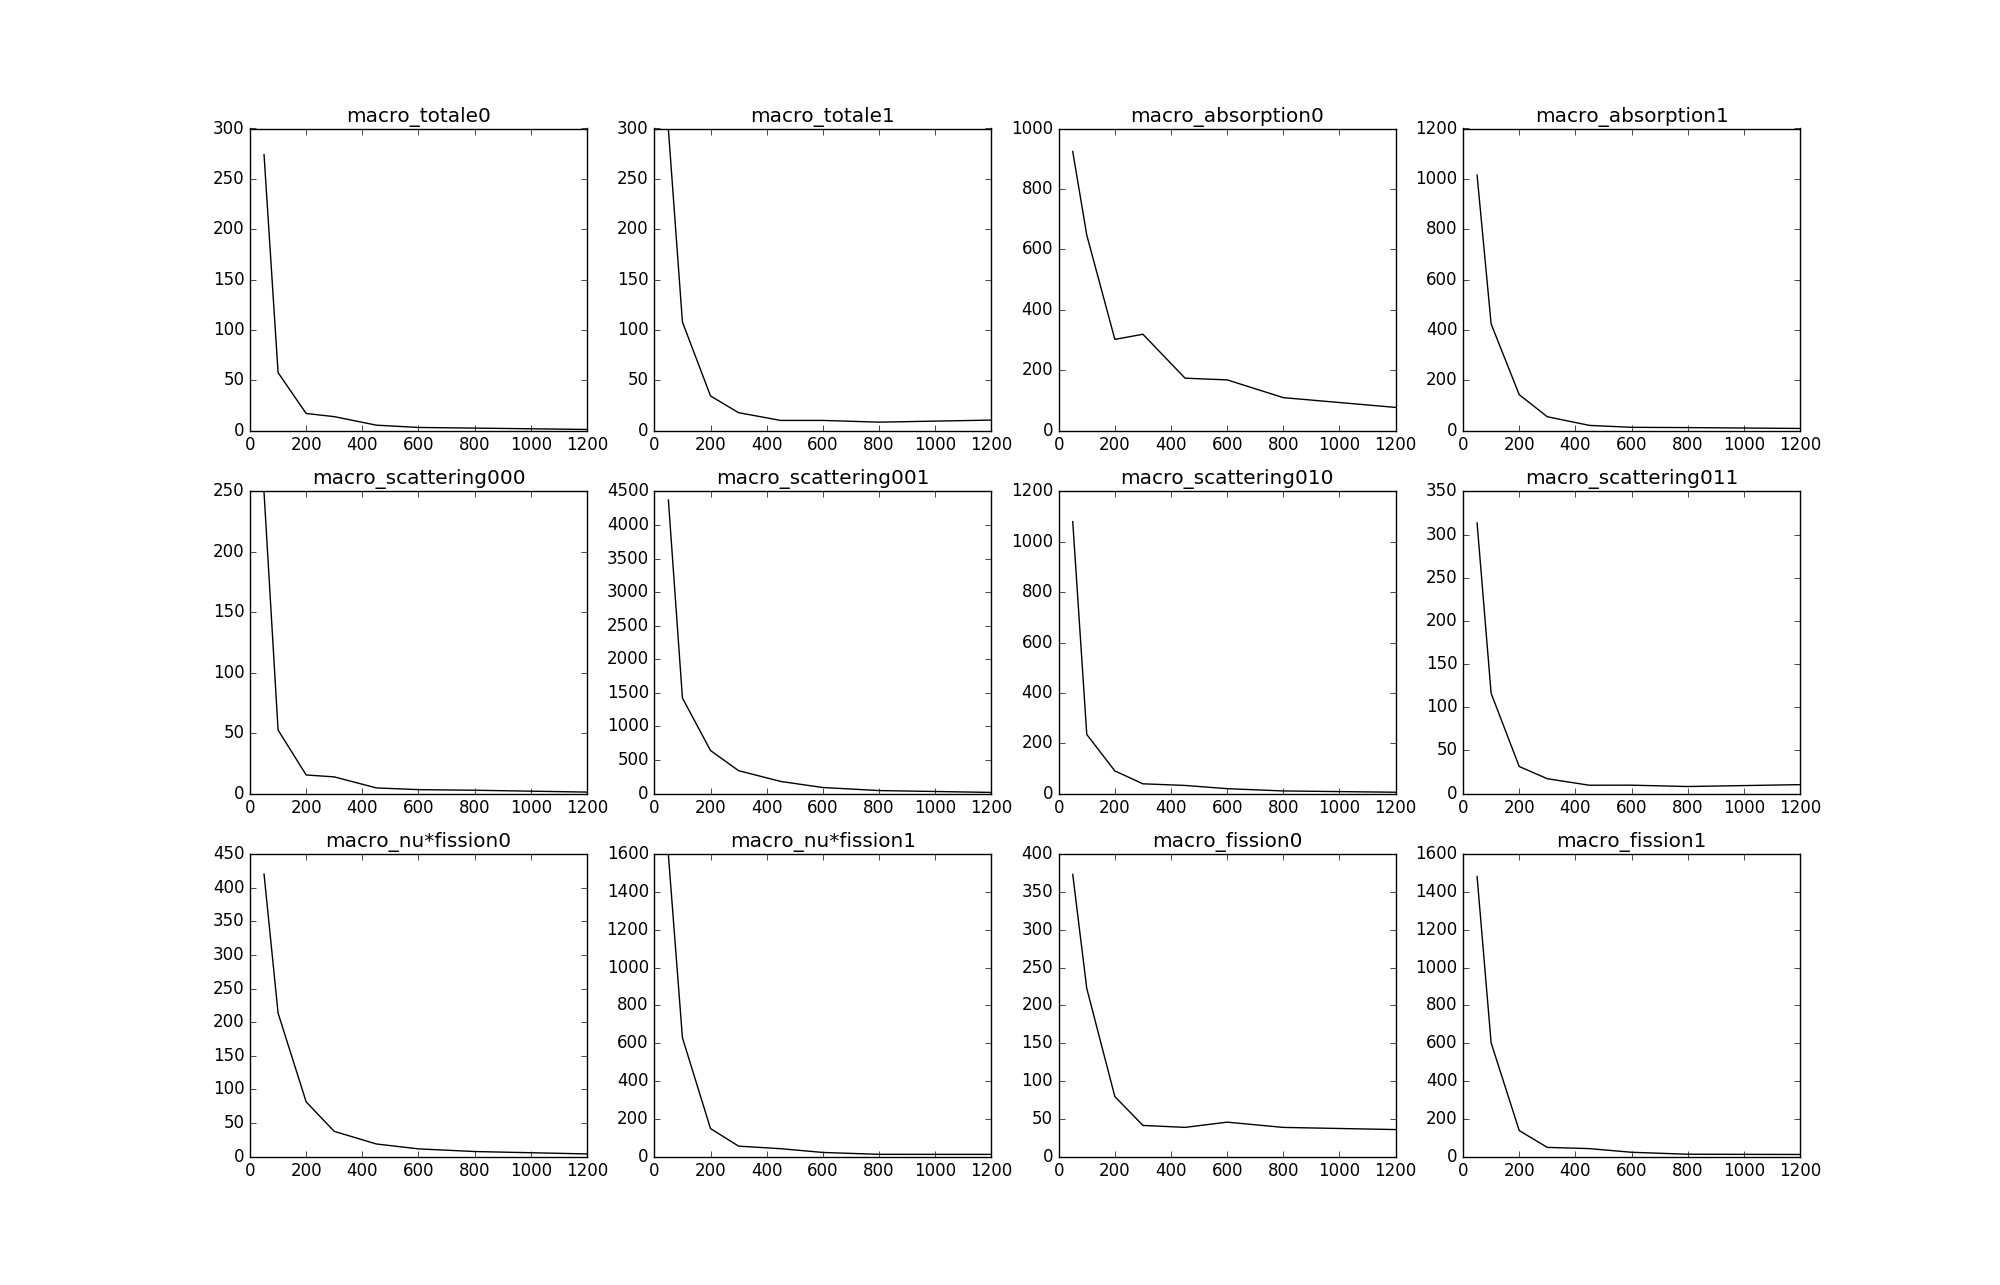 macro_totale0 macro_totale1 macro_absorption0 macro_absorption1
300 300 1000 1200
250 250 800 1000
200 200 600 800
150 150 400 600
100 100 200 400
50 50 0 200
0 0 0
0 200 400 600 800 1000 1200 0 200 400 600 800 1000 1200 0 200 400 600 800 1000 1200 0 200 400 600 800 1000 1200
macro_scattering000 macro_scattering001 macro_scattering010 macro_scattering011
250 4500 1200 350
200 4000 1000 300
150 3500 800 250
100 3000 600 200
50 2500 400 150
0 2000 200 100
1500 0 50
1000 0
500
0
0 200 400 600 800 1000 1200 0 200 400 600 800 1000 1200 0 200 400 600 800 1000 1200 0 200 400 600 800 1000 1200
macro_nu*fission0 macro_nu*fission1 macro_fission0 macro_fission1
450 1600 400 1600
400 1400 350 1400
350 1200 300 1200
300 1000 250 1000
250 800 200 800
200 600 150 600
150 400 100 400
100 200 50 200
50 0 0 0
0
0 200 400 600 800 1000 1200 0 200 400 600 800 1000 1200 0 200 400 600 800 1000 1200 0 200 400 600 800 1000 1200